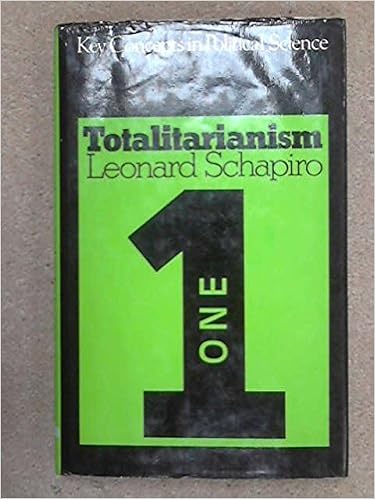 Key Concepts in Political Science
Totalitarianism
Leonard Schapiro
1
ONE